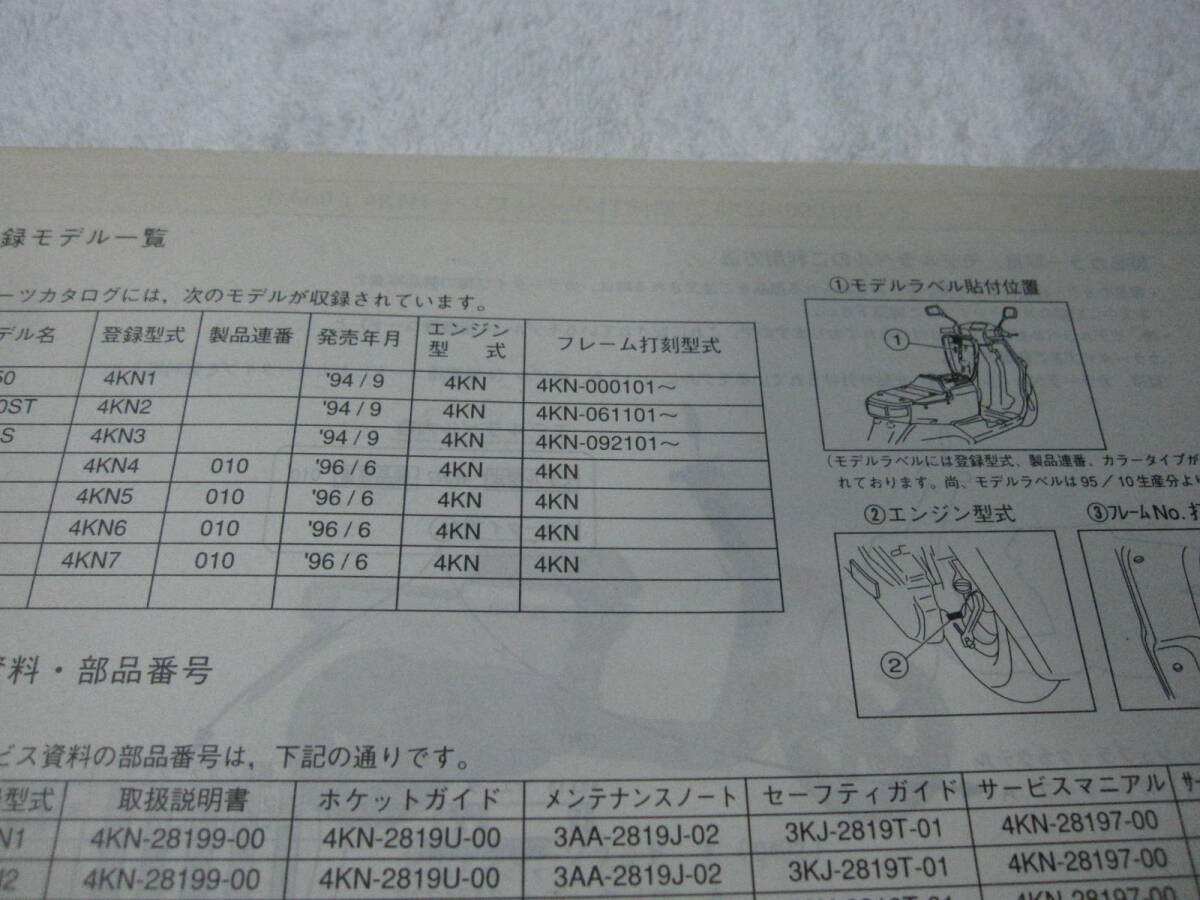 録モデル一覧
ーツカタログには，次のモデルが収録されています。
デル名 登録型式 製品連番 発売年月 エンジン型　式 フレーム打刻型式
50 4KN1 '94/9 4KN 4KN-000101～
0ST 4KN2 '94/9 4KN 4KN-061101～
S 4KN3 '94/9 4KN 4KN-092101～
4KN4 010 '96/6 4KN 4KN
4KN5 010 '96/6 4KN 4KN
4KN6 010 '96/6 4KN 4KN
4KN7 010 '96/6 4KN 4KN
①モデルラベル貼付位置
①
（モデルラベルには登録型式、製品連番、カラータイプが
れております。尚、モデルラベルは95／10生産分より
②エンジン型式
②
③フレームNo.打
資料・部品番号
ビス資料の部品番号は，下記の通りです。
型式 取扱説明書 ポケットガイド メンテナンスノート セーフティガイド サービスマニアル サー
N1 4KN-28199-00 4KN-2819U-00 3AA-2819J-02 3KJ-2819T-01 4KN-28197-00
N2 4KN-28199-00 4KN-2819U-00 3AA-2819J-02 3KJ-2819T-01 4KN-28197-00
4KN-28197-00